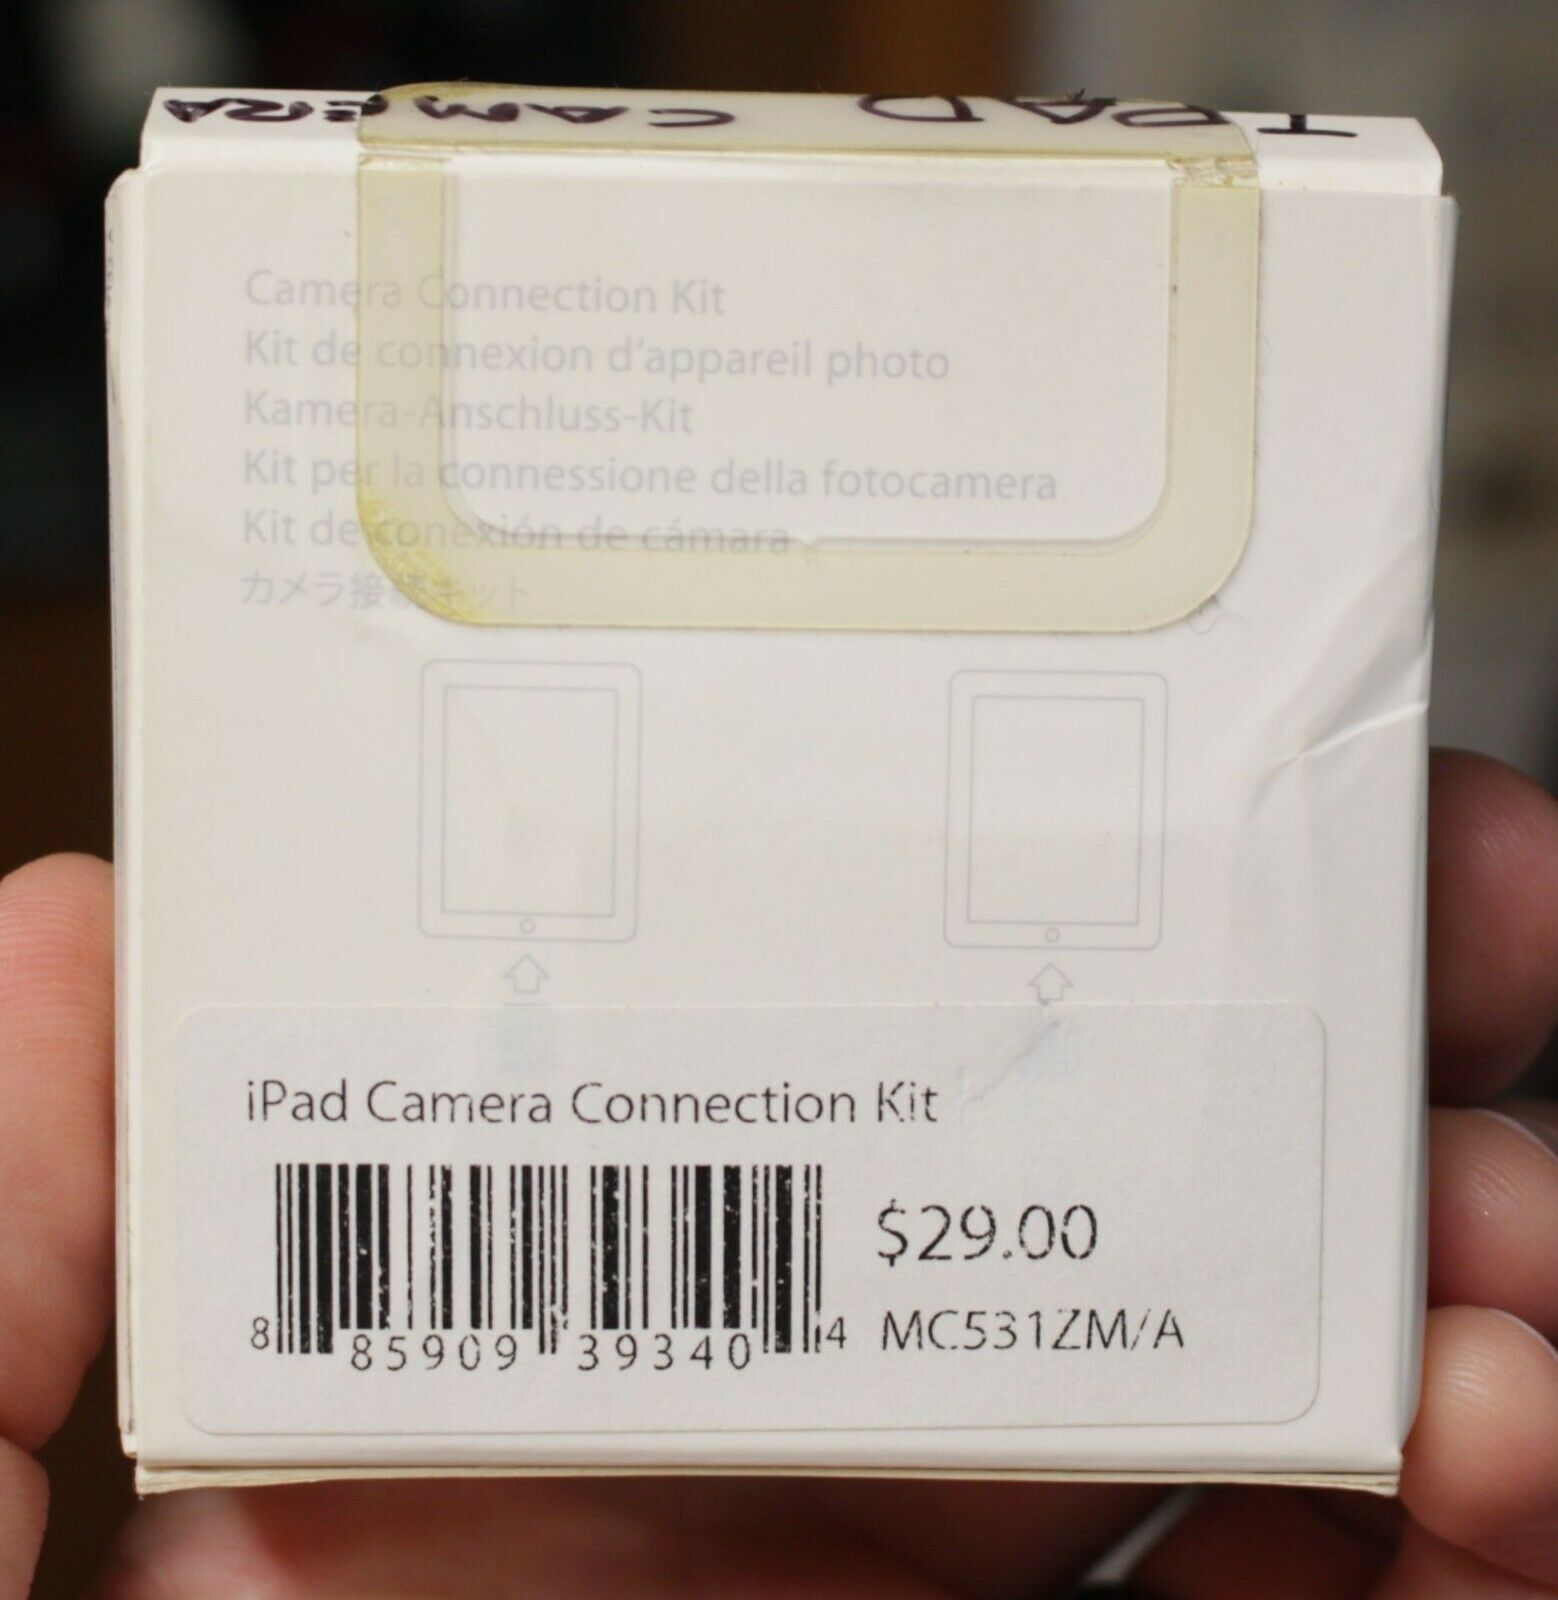 IPAD CAMERA
Camera Connection Kit
Kit de connexion d'appareil photo
Kamera-Anschluss-Kit
Kit per la connessione della fotocamera
Kit de conexión de cámara
カメラ接続キット
iPad Camera Connection Kit
$29.00
8 85909 39340 4 MC531ZM/A